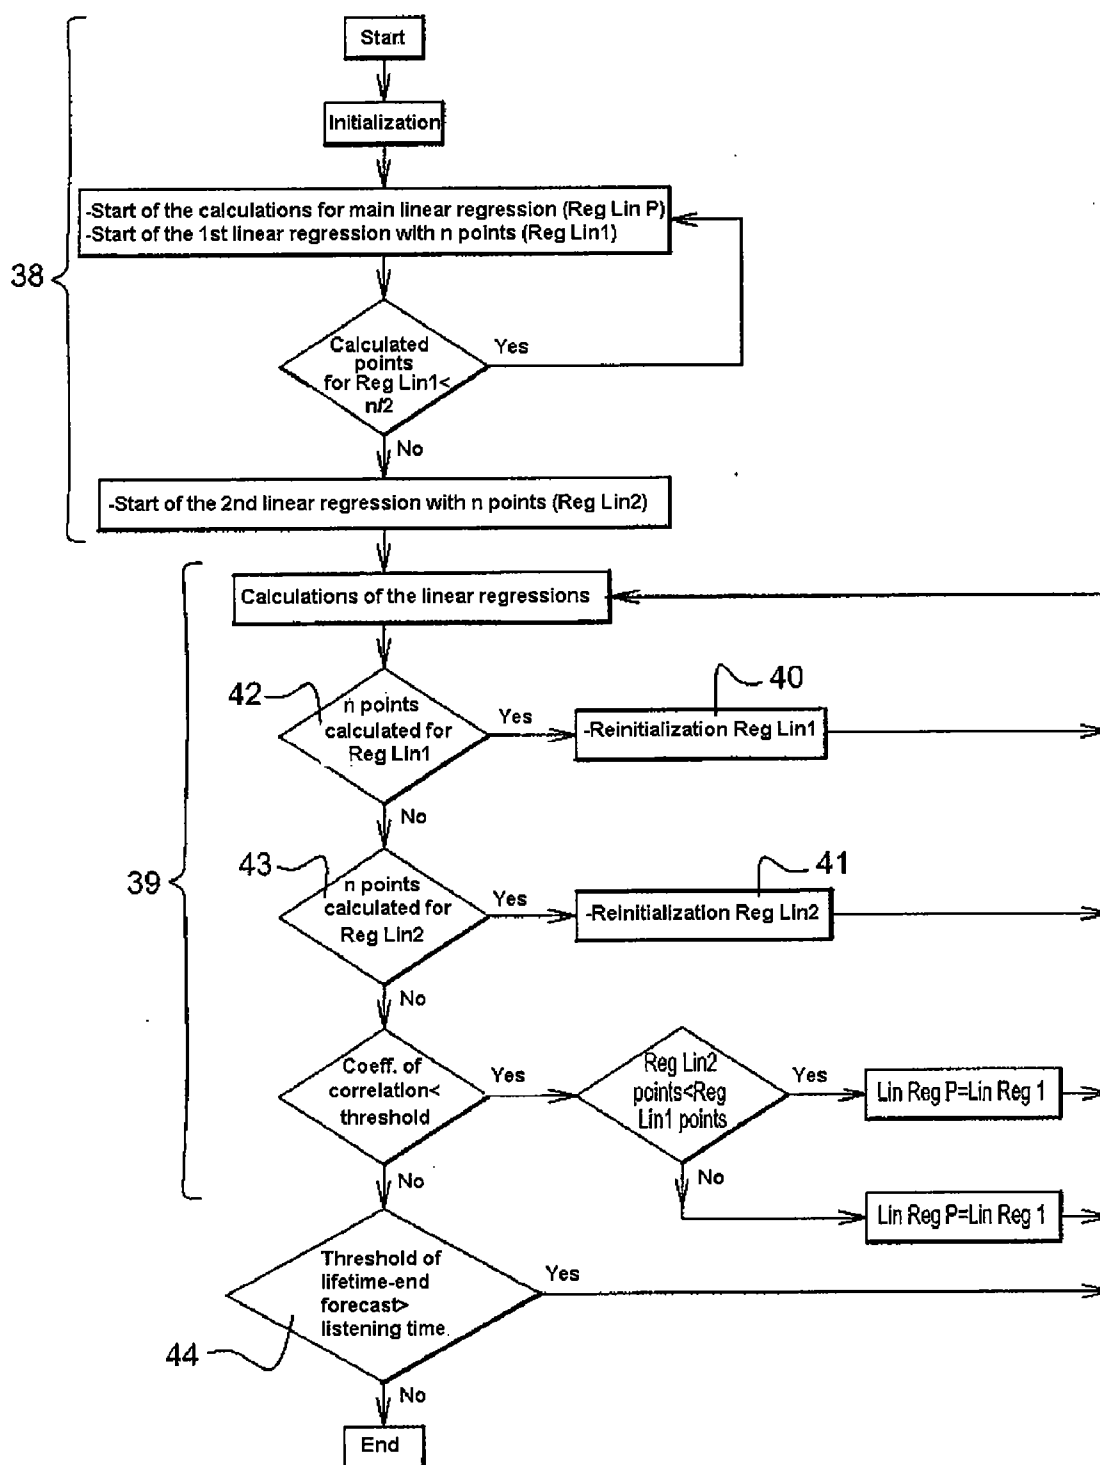 Start
Initialization
-Start of the calculations for main linear regression (Reg Lin P)
-Start of the 1st linear regression with n points (Reg Lin1)
38
Calculated
points
for Reg Lin1<
n/2
Yes
No
-Start of the 2nd linear regression with n points (Reg Lin2)
Calculations of the linear regressions
42
n points
calculated for
Reg Lin1
Yes
40
-Reinitialization Reg Lin1
No
39
43
n points
calculated for
Reg Lin2
Yes
41
-Reinitialization Reg Lin2
No
Coeff. of
correlation<
threshold
Yes
Reg Lin2
points<Reg
Lin1 points
Yes
Lin Reg P=Lin Reg 1
No
No
Lin Reg P=Lin Reg 1
Threshold of
lifetime-end
forecast>
listening time.
Yes
44
No
End